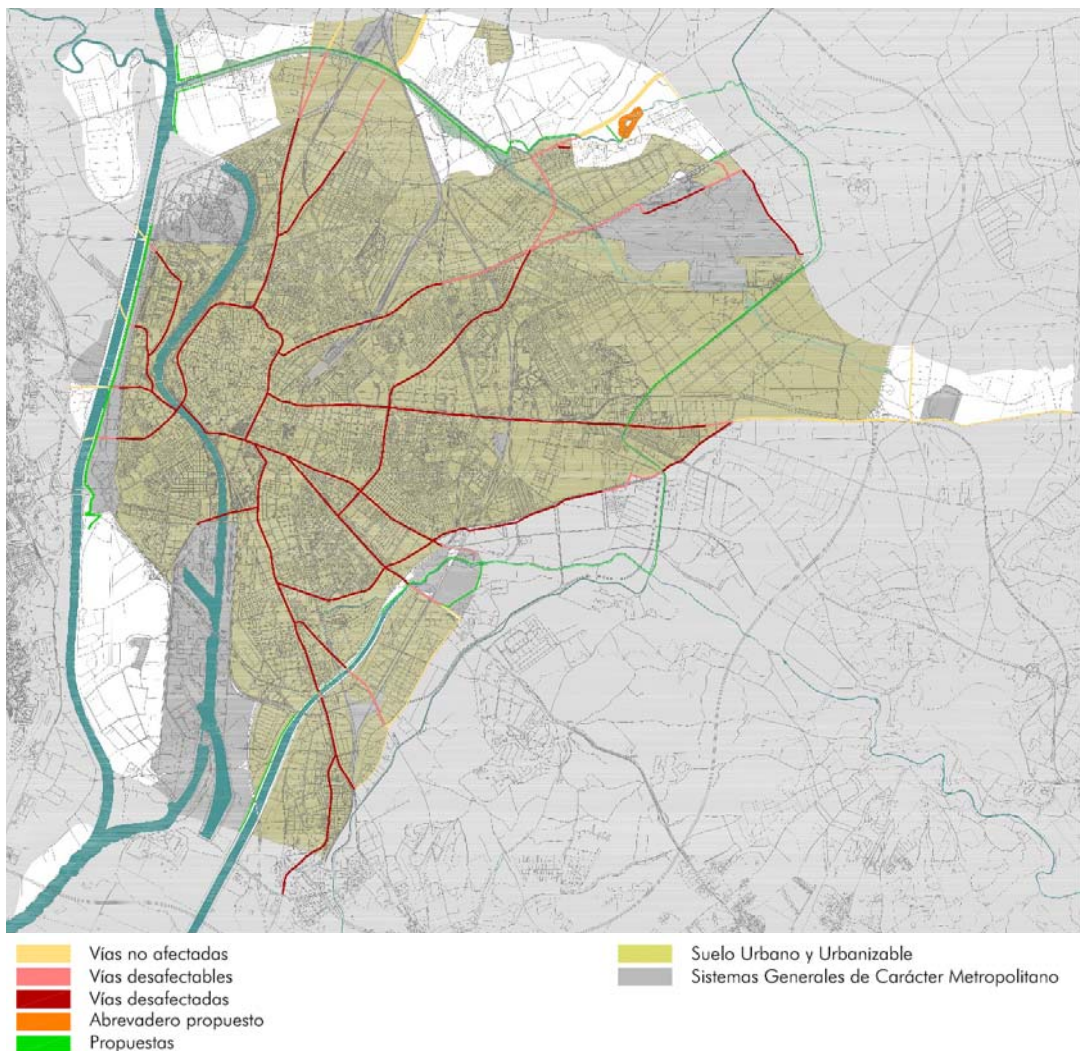 Vías no afectadas
Vías desafectables
Vías desafectadas
Abrevadero propuesto
Propuestas
Suelo Urbano y Urbanizable
Sistemas Generales de Carácter Metropolitano